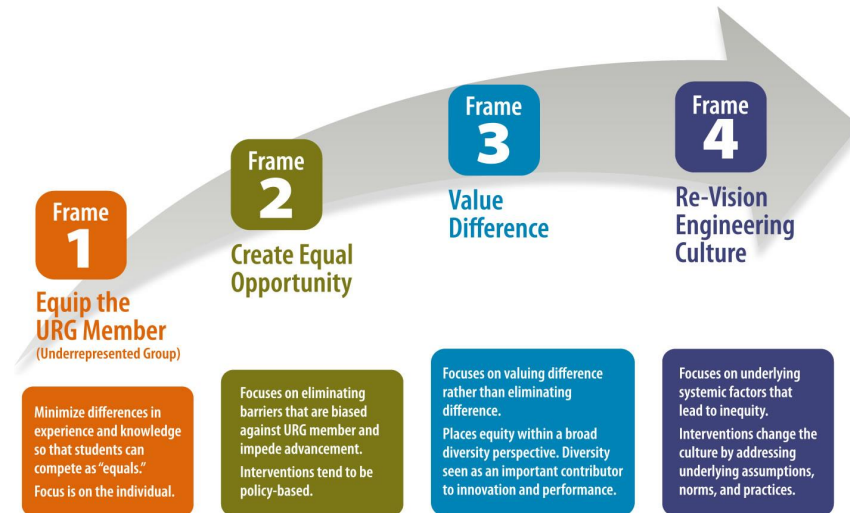 Frame
1
Equip the
URG Member
(Underrepresented Group)
Minimize differences in
experience and knowledge
so that students can
compete as “equals.”
Focus is on the individual.
Frame
2
Create Equal
Opportunity
Focuses on eliminating
barriers that are biased
against URG member and
impede advancement.
Interventions tend to be
policy-based.
Frame
3
Value
Difference
Focuses on valuing difference
rather than eliminating
difference.
Places equity within a broad
diversity perspective. Diversity
seen as an important contributor
to innovation and performance.
Frame
4
Re-Vision
Engineering
Culture
Focuses on underlying
systemic factors that
lead to inequity.
Interventions change the
culture by addressing
underlying assumptions,
norms, and practices.